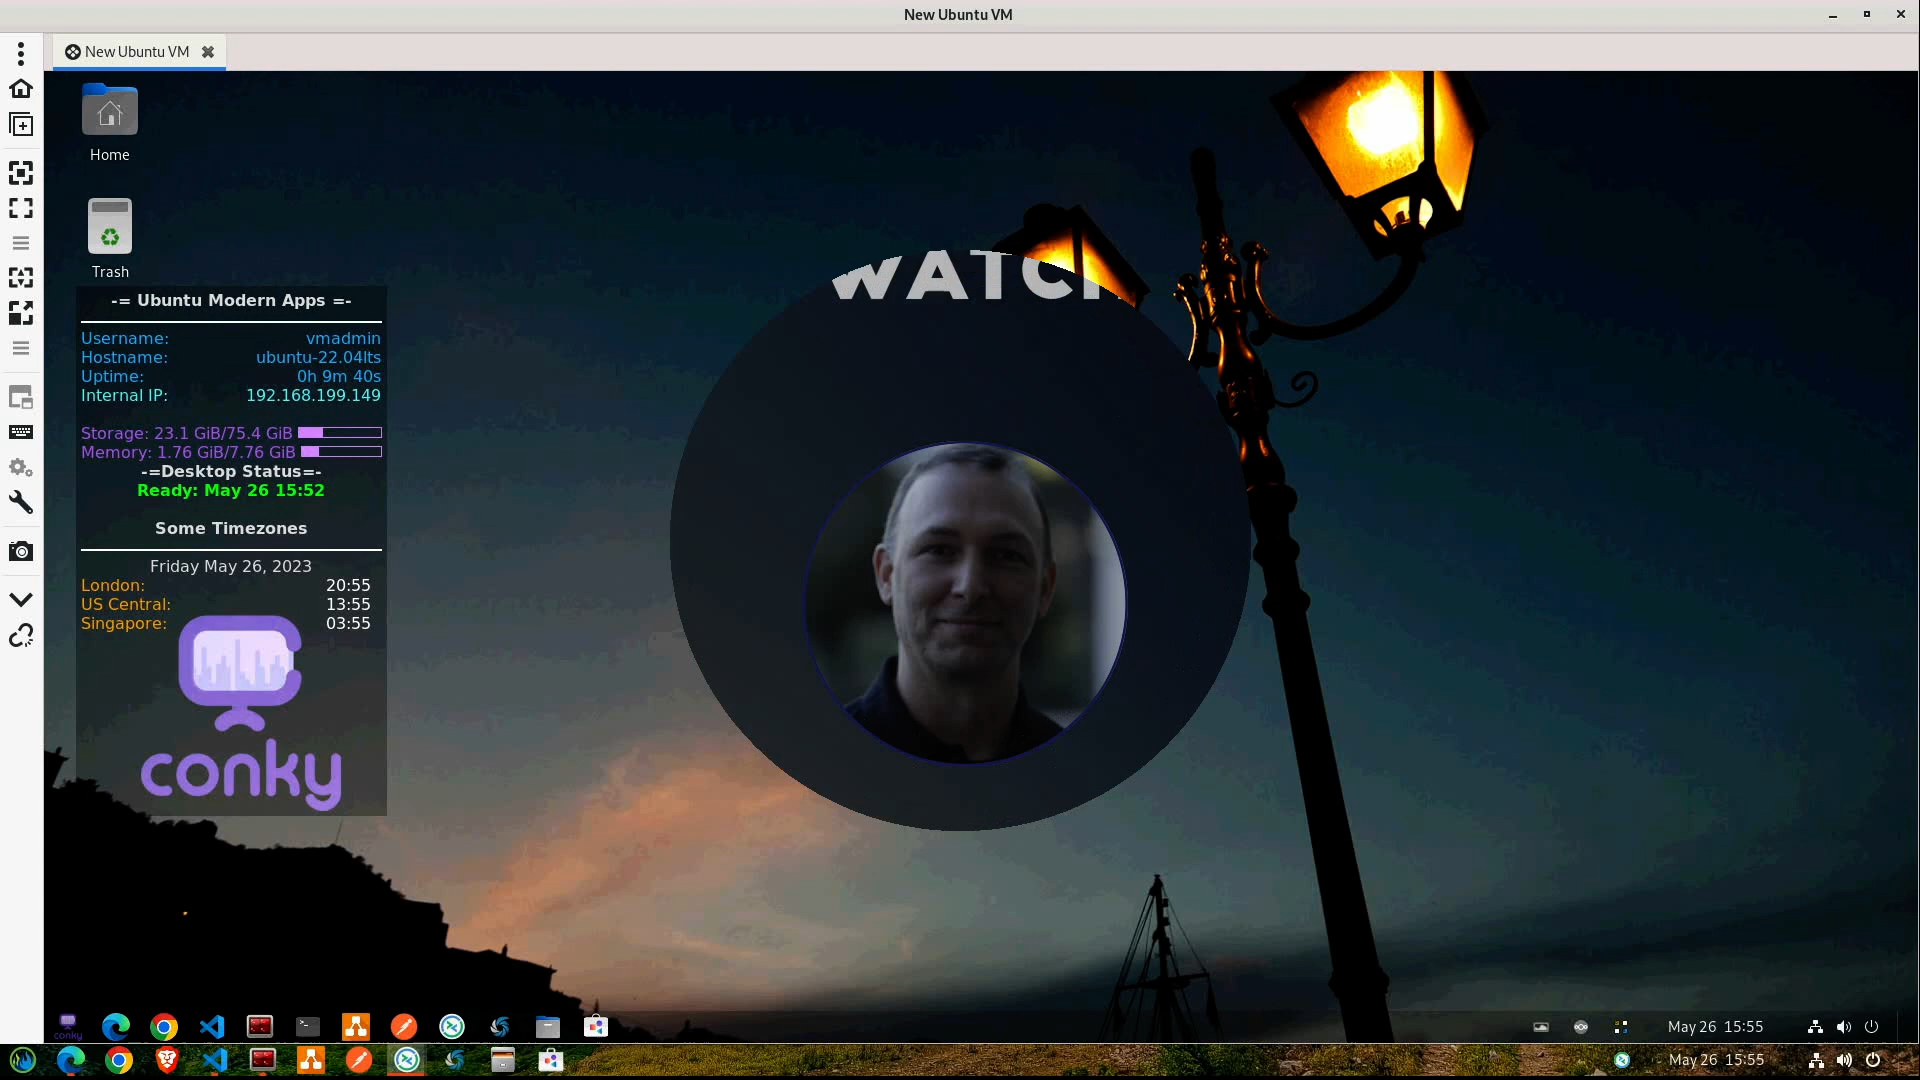 New Ubuntu VM
New Ubuntu VM
Home
Trash
WATCH
-= Ubuntu Modern Apps =-
Username: vmadmin
Hostname: ubuntu-22.04lts
Uptime: 0h 9m 40s
Internal IP: 192.168.199.149
Storage: 23.1 GiB/75.4 GiB
Memory: 1.76 GiB/7.76 GiB
-=Desktop Status=-
Ready: May 26 15:52
Some Timezones
Friday May 26, 2023
London: 20:55
US Central: 13:55
Singapore: 03:55
conky
conky
May 26 15:55
May 26 15:55